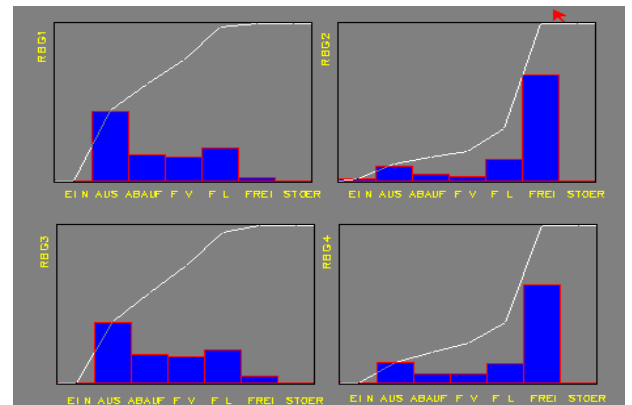 RBG1
EIN AUS ABAUF F V F L FREI STOER
RBG2
EIN AUS ABAUF F V F L FREI STOER
RBG3
EIN AUS ABAUF F V F L FREI STOER
RBG4
EIN AUS ABAUF F V F L FREI STOER